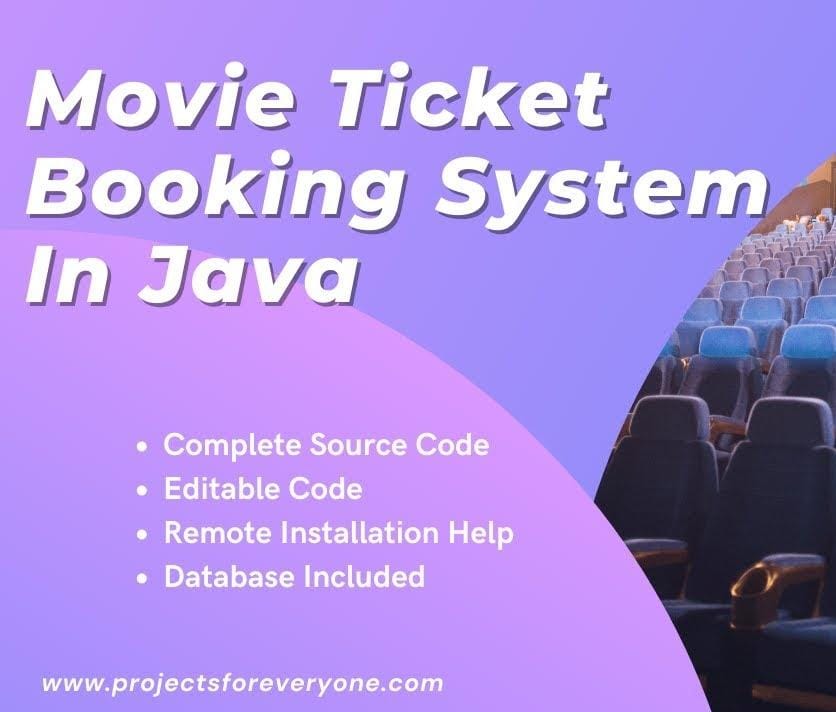 Movie Ticket
Booking System
In Java
• Complete Source Code
• Editable Code
• Remote Installation Help
• Database Included
www.projectsforeveryone.com